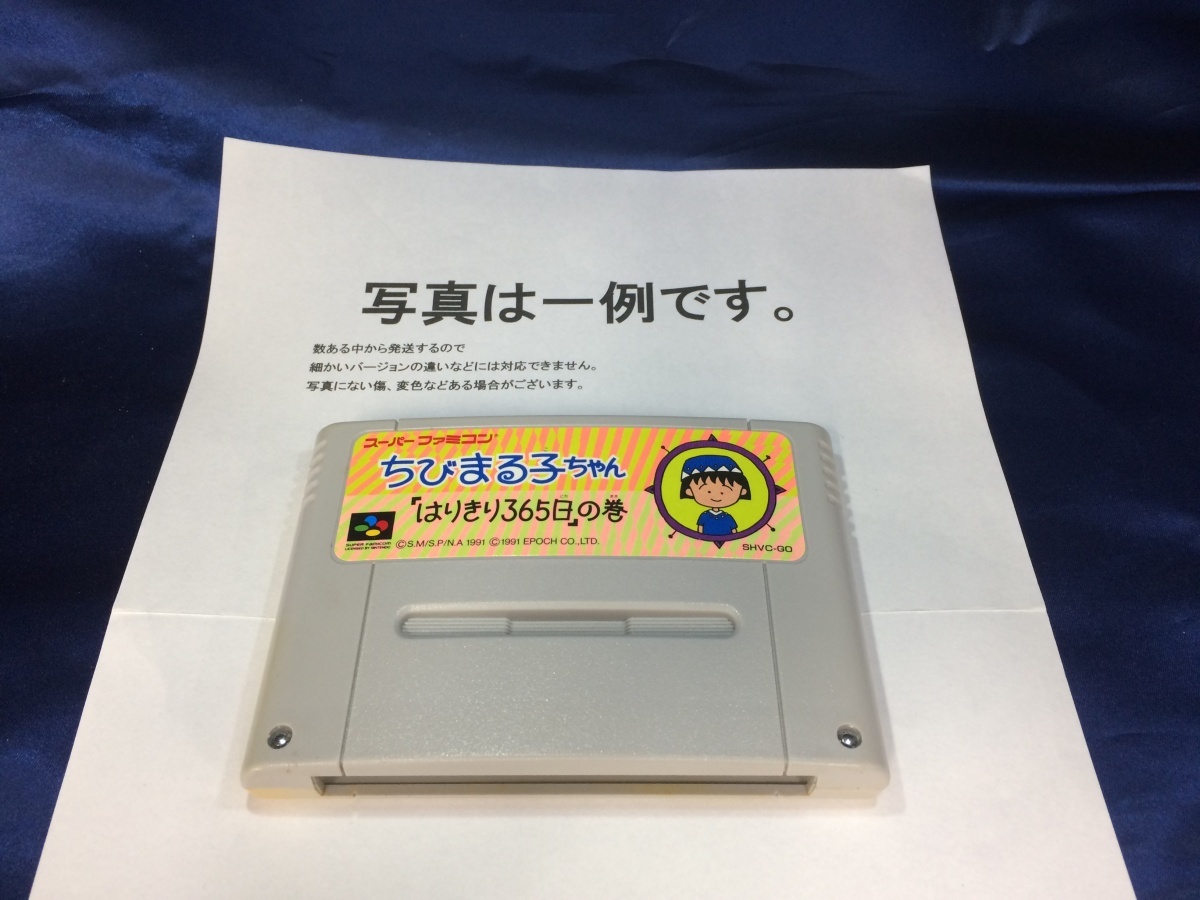 写真は一例です。
数ある中から発送するので
細かいバージョンの違いなどには対応できません。
写真にない傷、変色などある場合がございます。
スーパーファミコン
ちびまる子ちゃん
「はりきり365日」の巻
SUPER FAMICOM
LICENSED BY NINTENDO
©S.M/S.P/N.A 1991 ©1991 EPOCH CO.,LTD.
SHVC-GO